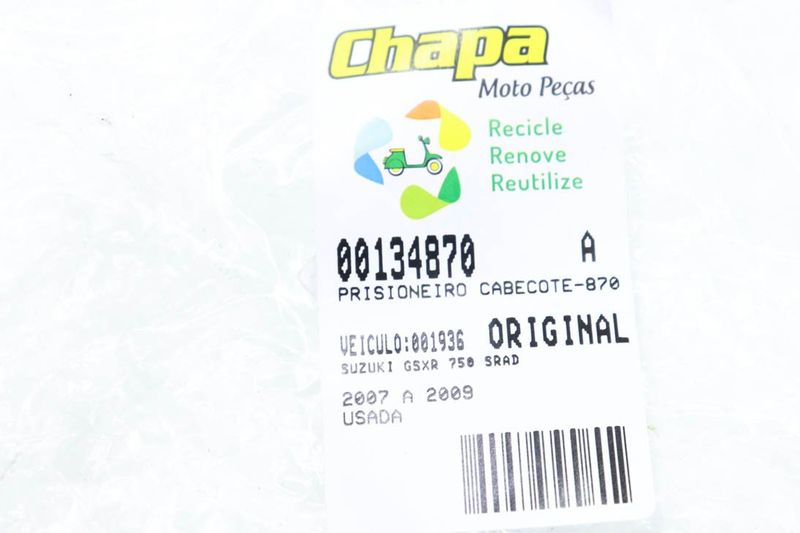 Chapa
Moto Peças
Recicle
Renove
Reutilize
00134870 A
PRISIONEIRO CABECOTE-870
VEICULO:001936 ORIGINAL
SUZUKI GSXR 750 SRAD
2007 A 2009
USADA